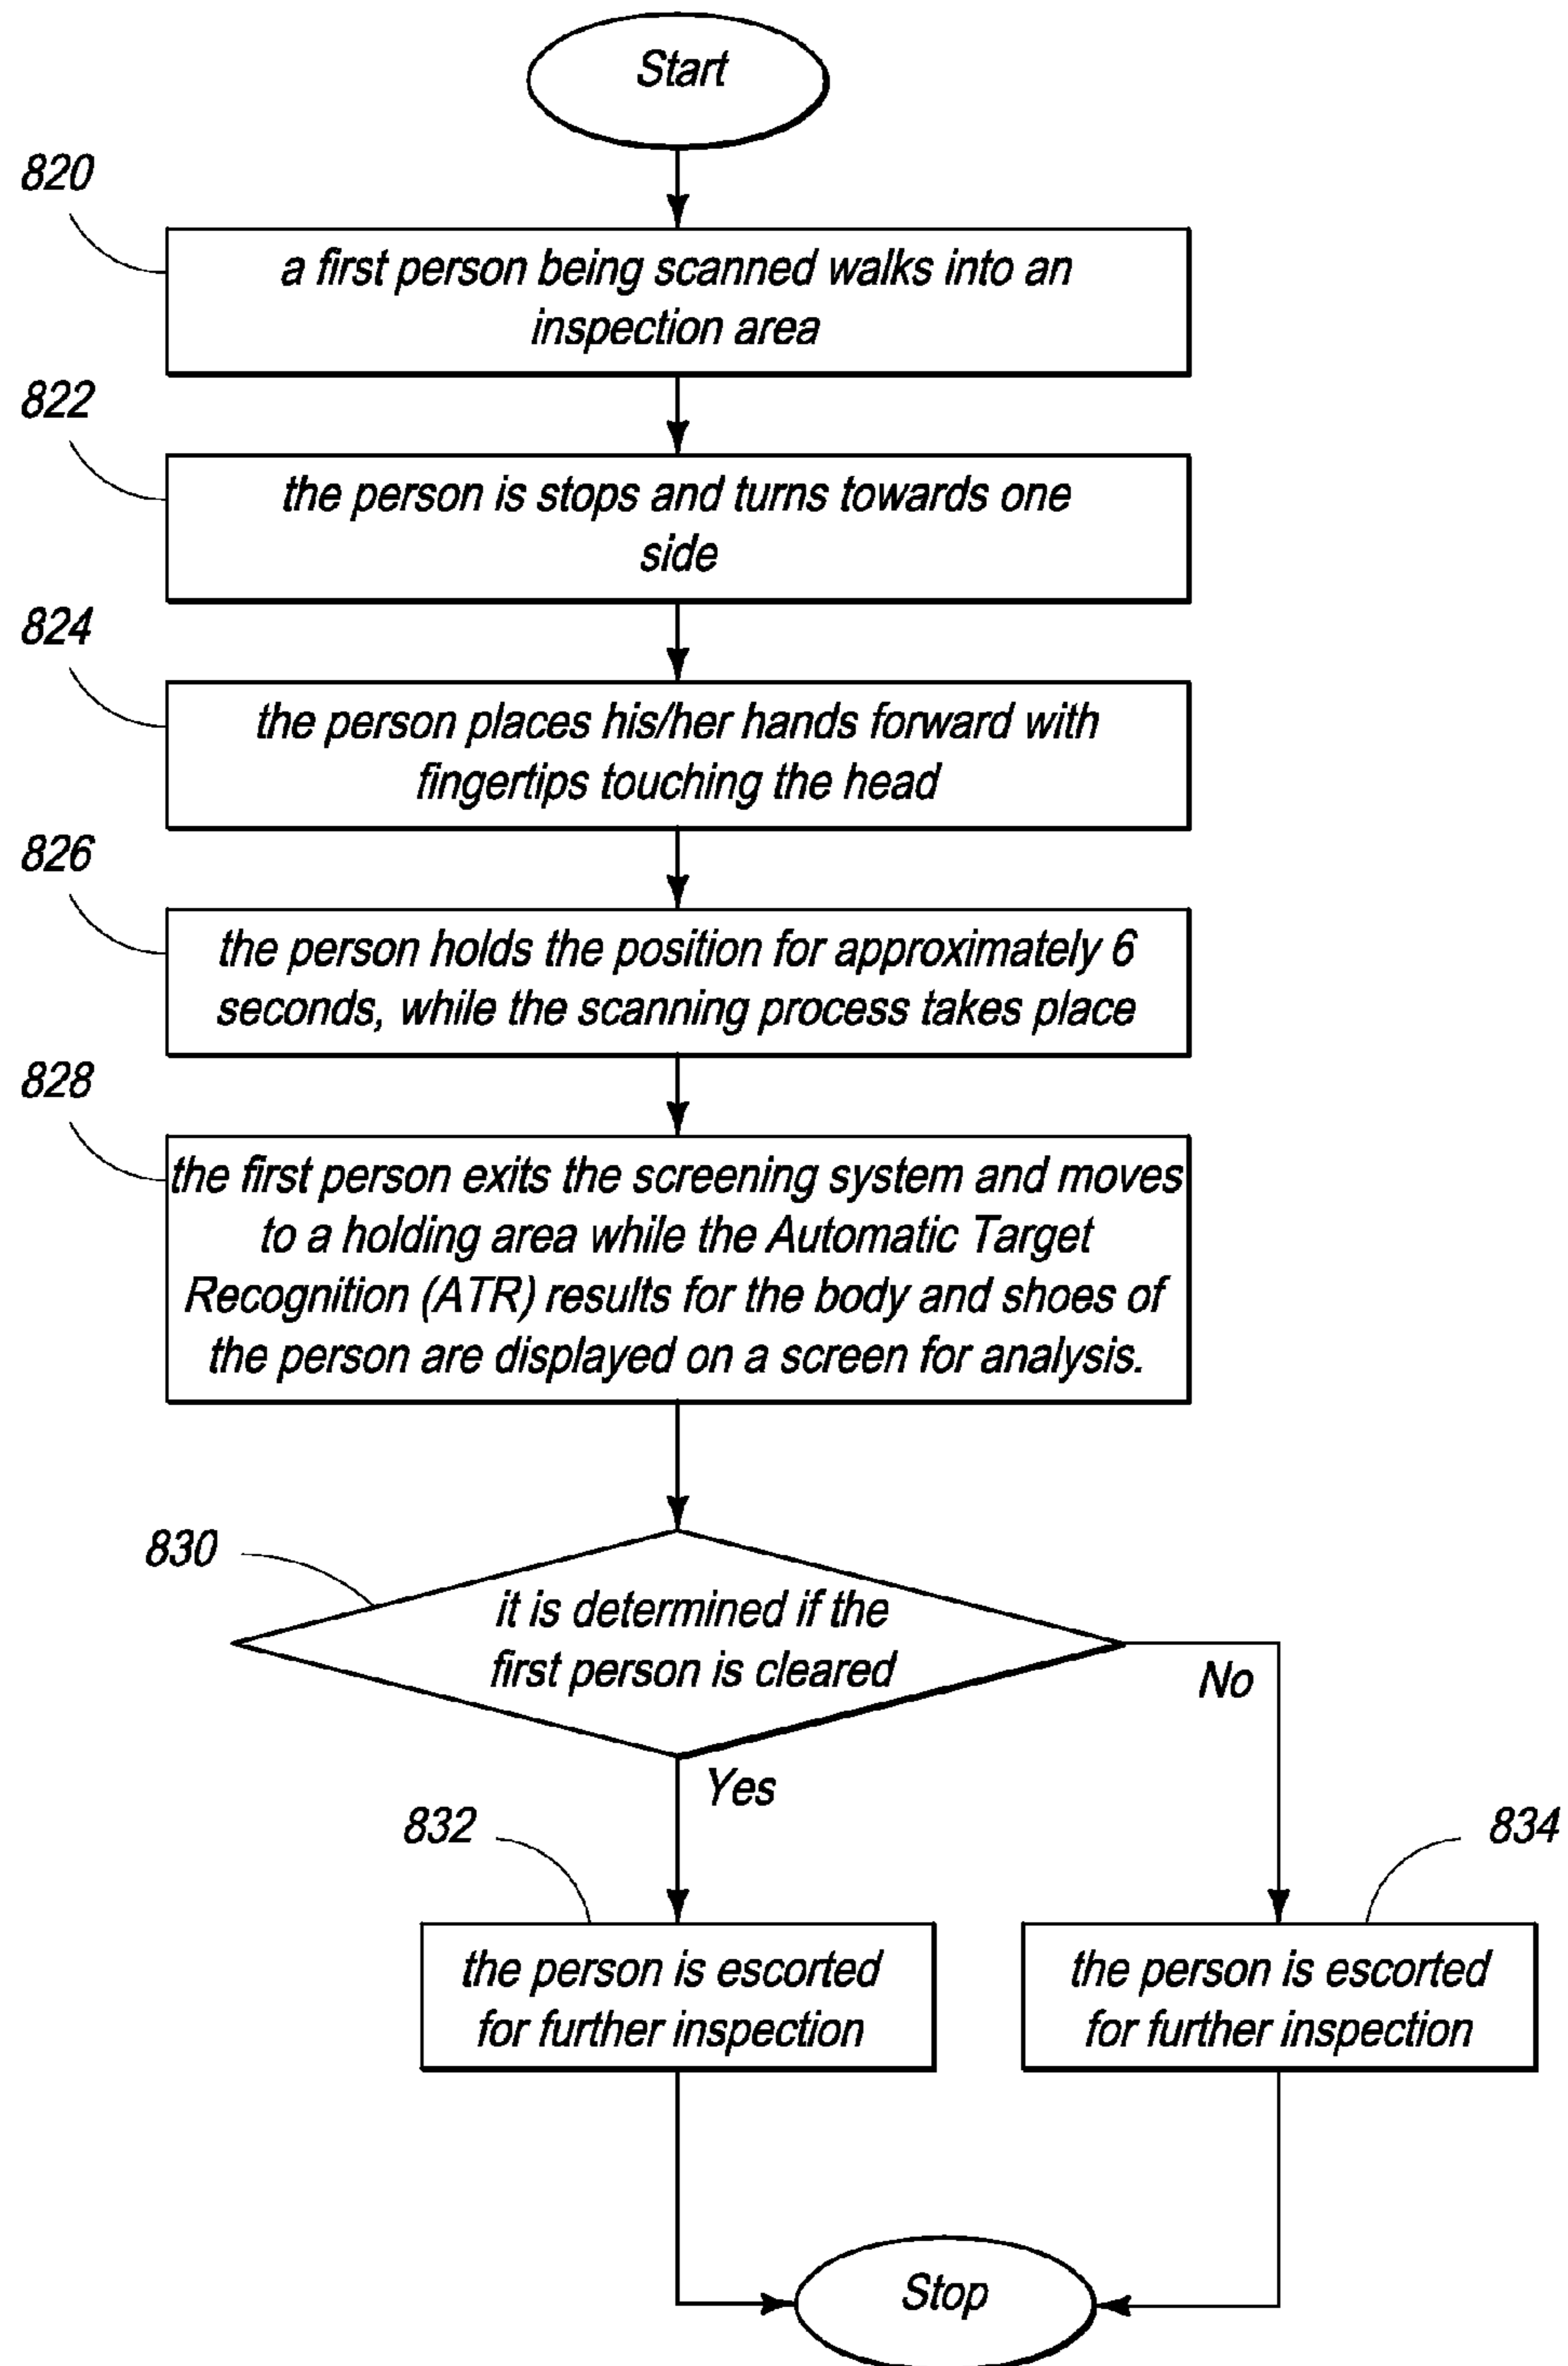 Start
820
a first person being scanned walks into an
inspection area
822
the person is stops and turns towards one
side
824
the person places his/her hands forward with
fingertips touching the head
826
the person holds the position for approximately 6
seconds, while the scanning process takes place
828
the first person exits the screening system and moves
to a holding area while the Automatic Target
Recognition (ATR) results for the body and shoes of
the person are displayed on a screen for analysis.
830
it is determined if the
first person is cleared
No
Yes
832
834
the person is escorted
for further inspection
the person is escorted
for further inspection
Stop